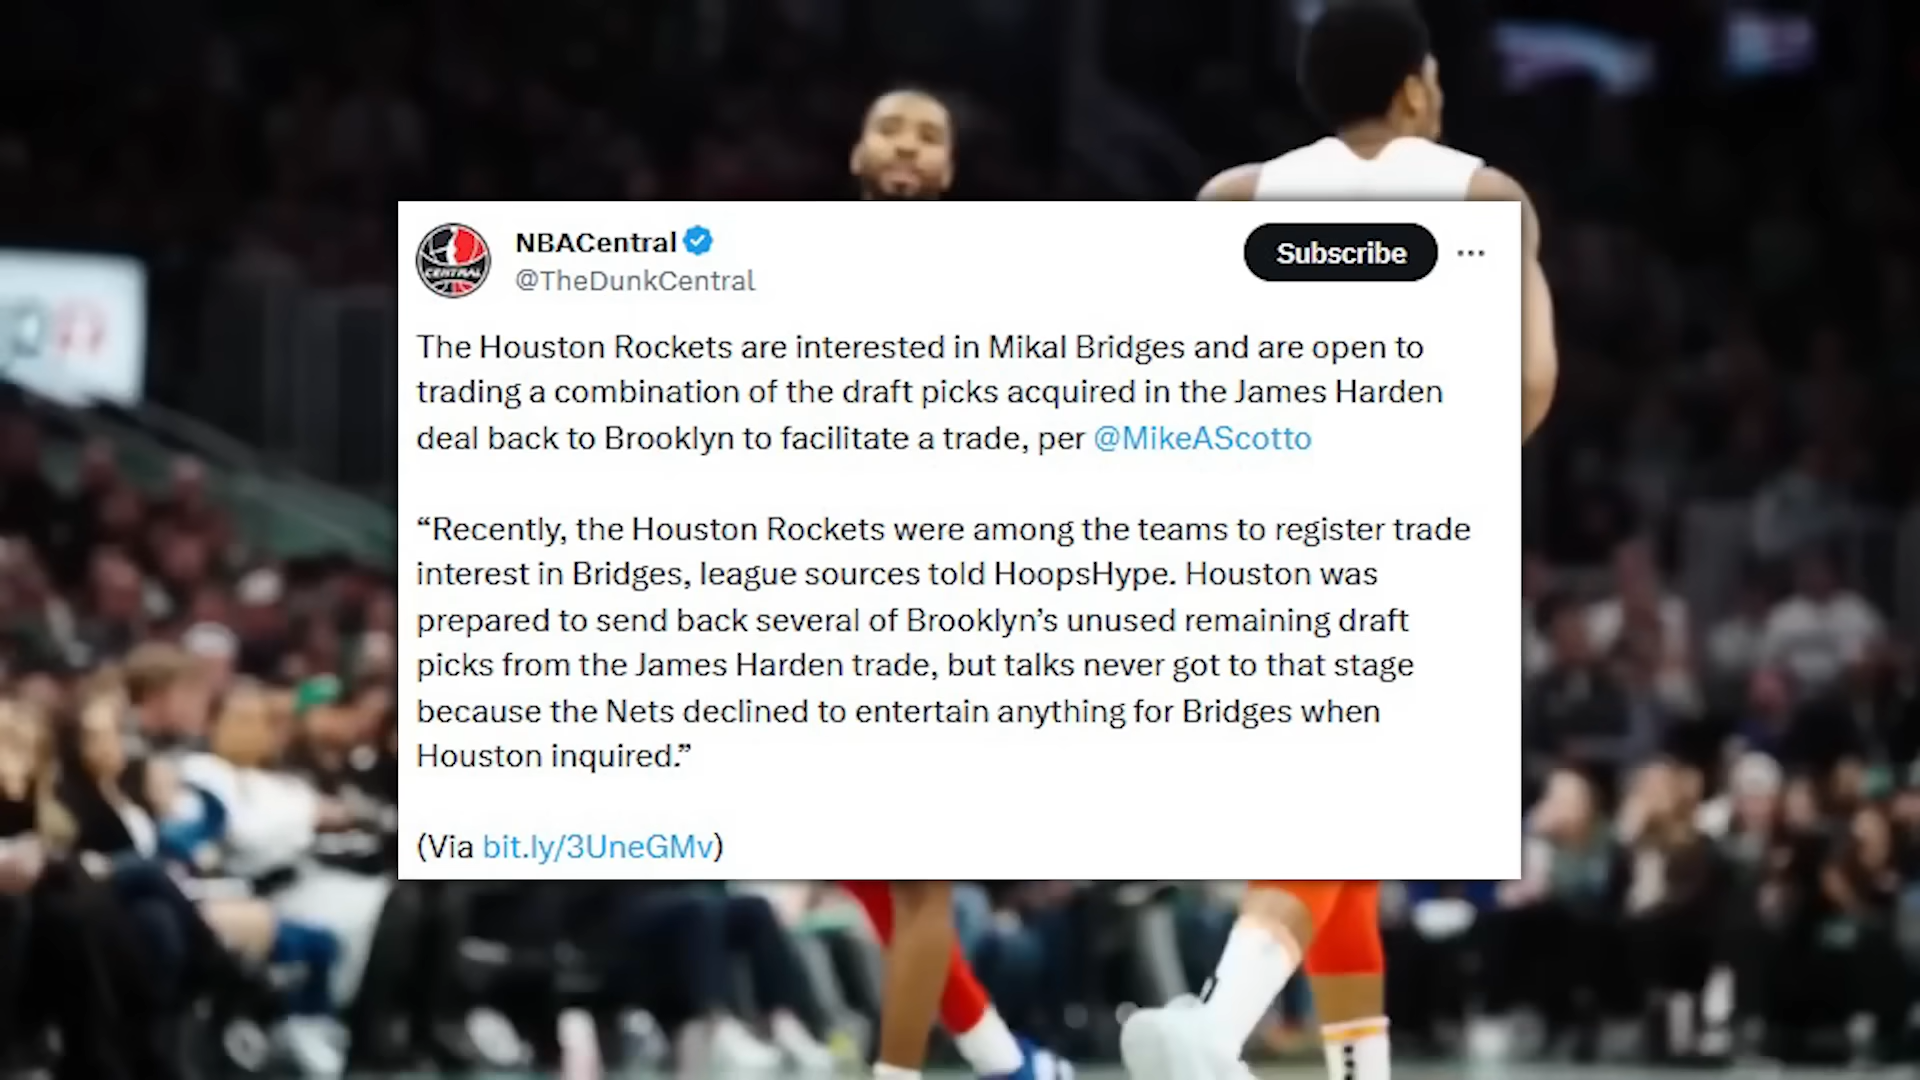 NBACentral
@TheDunkCentral
Subscribe
CENTRAL
The Houston Rockets are interested in Mikal Bridges and are open to
trading a combination of the draft picks acquired in the James Harden
deal back to Brooklyn to facilitate a trade, per @MikeAScotto
“Recently, the Houston Rockets were among the teams to register trade
interest in Bridges, league sources told HoopsHype. Houston was
prepared to send back several of Brooklyn’s unused remaining draft
picks from the James Harden trade, but talks never got to that stage
because the Nets declined to entertain anything for Bridges when
Houston inquired.”
(Via bit.ly/3UneGMv)